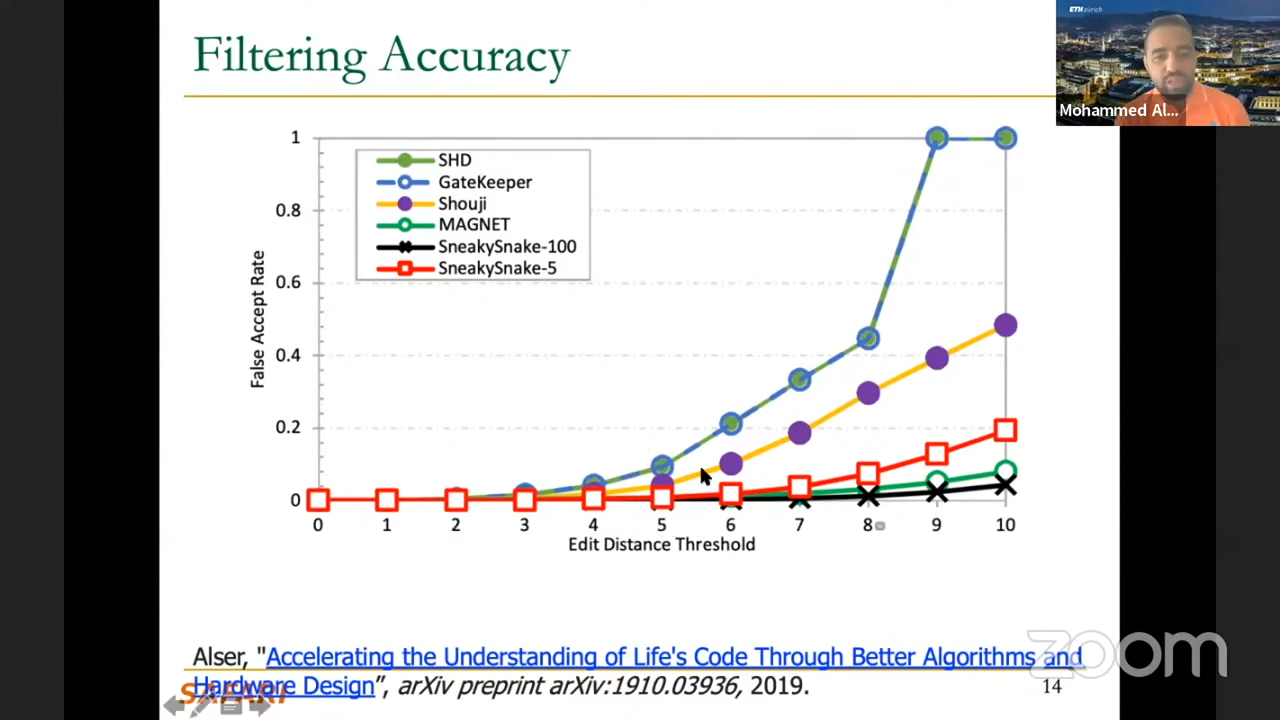 Filtering Accuracy
ETH zürich
Mohammed Al...
1
0.8
0.6
0.4
0.2
0
False Accept Rate
SHD
GateKeeper
Shouji
MAGNET
SneakySnake-100
SneakySnake-5
0 1 2 3 4 5 6 7 8 9 10
Edit Distance Threshold
Alser, "Accelerating the Understanding of Life's Code Through Better Algorithms and
Hardware Design", arXiv preprint arXiv:1910.03936, 2019.
SAFARI
14
zoom